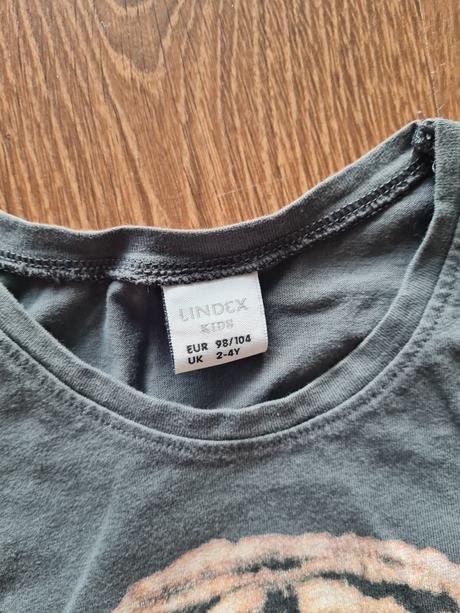 LINDEX
KIDS
EUR 98/104
UK 2-4Y